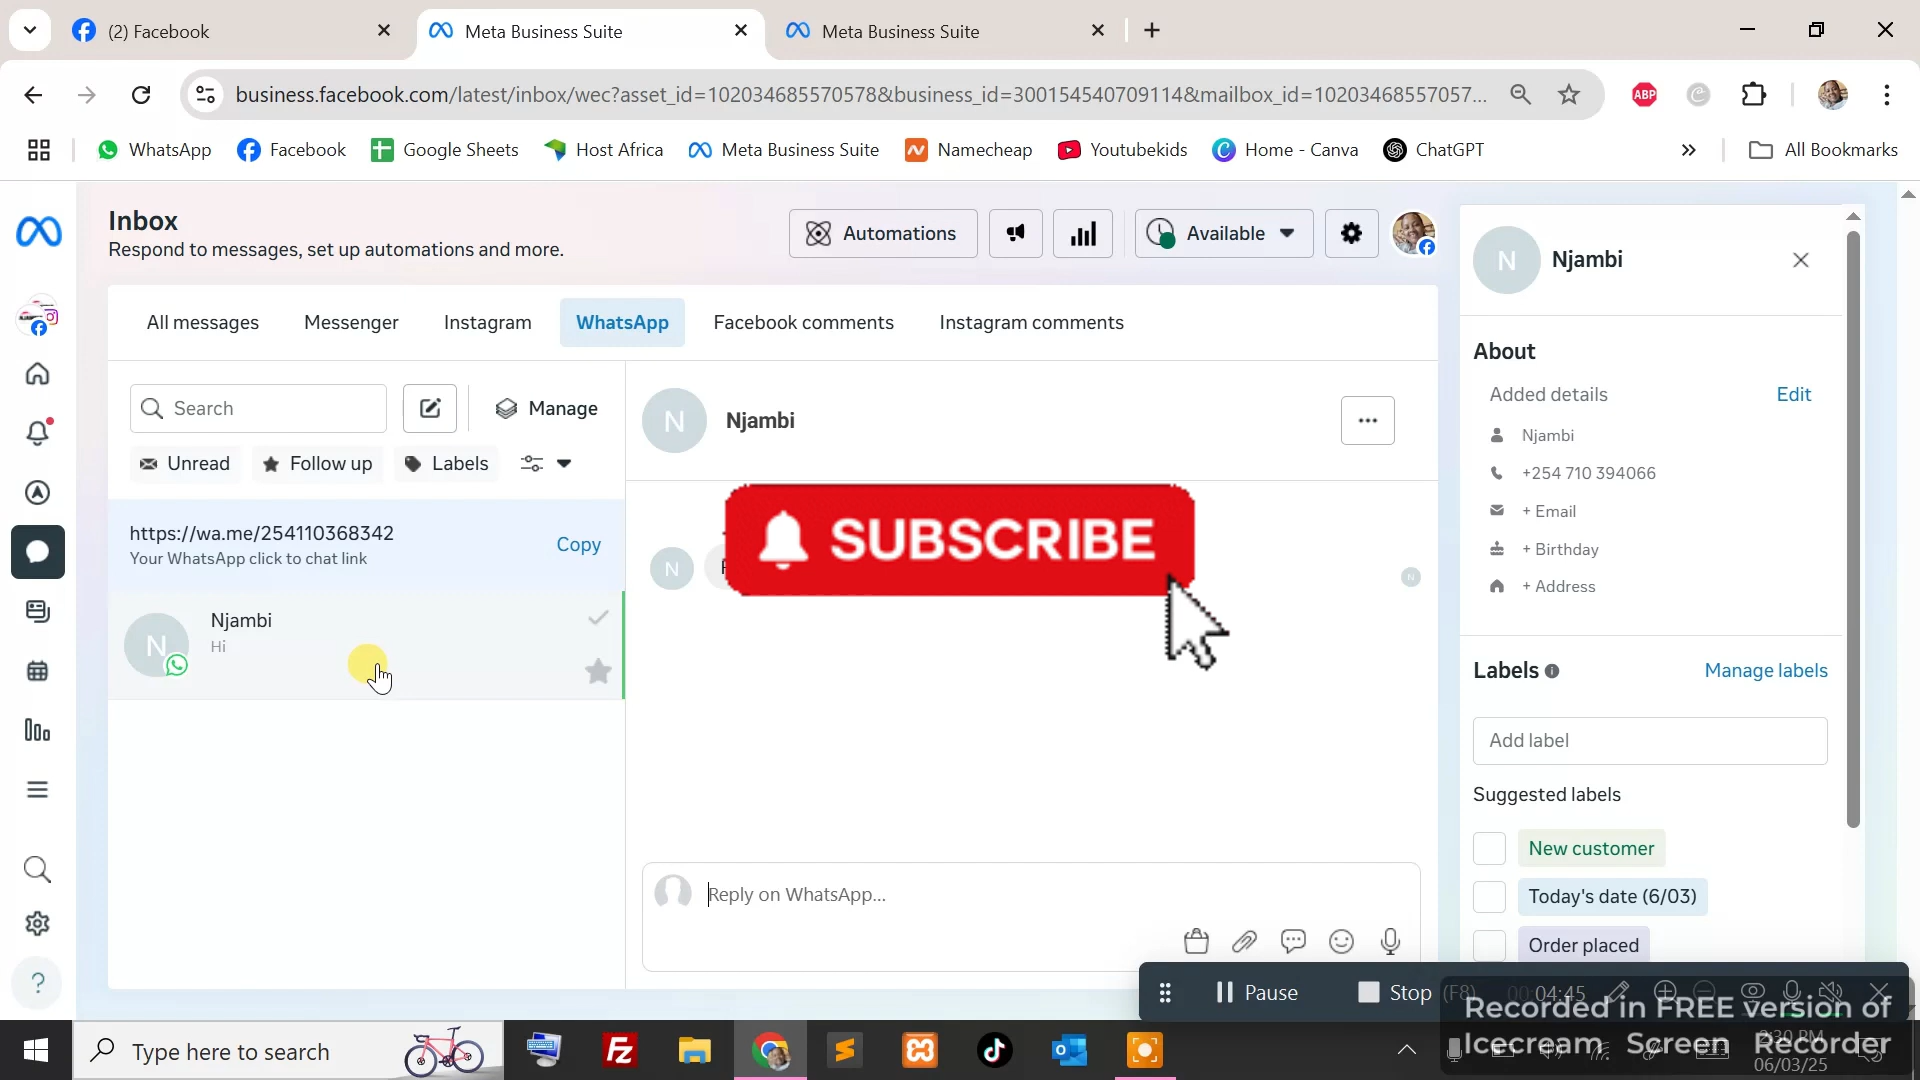 (2) Facebook
Meta Business Suite
Meta Business Suite
business.facebook.com/latest/inbox/wec?asset_id=102034685570578&business_id=300154540709114&mailbox_id=10203468557057...
ABP
WhatsApp
Facebook
Google Sheets
Host Africa
Meta Business Suite
Namecheap
Youtubekids
Home - Canva
ChatGPT
All Bookmarks
Inbox
Respond to messages, set up automations and more.
Automations
Available
All messages
Messenger
Instagram
WhatsApp
Facebook comments
Instagram comments
Search
Manage
Unread
Follow up
Labels
https://wa.me/254110368342
Your WhatsApp click to chat link
Copy
N
Njambi
Hi
N
Njambi
N
SUBSCRIBE
N
Reply on WhatsApp...
N
Njambi
About
Added details
Edit
Njambi
+254 710 394066
+ Email
+ Birthday
+ Address
Labels
Manage labels
Add label
Suggested labels
New customer
Today's date (6/03)
Order placed
Pause
Stop (F8)
00:04:45
Recorded in FREE version of
Icecream Screen Recorder
Type here to search
06/03/25